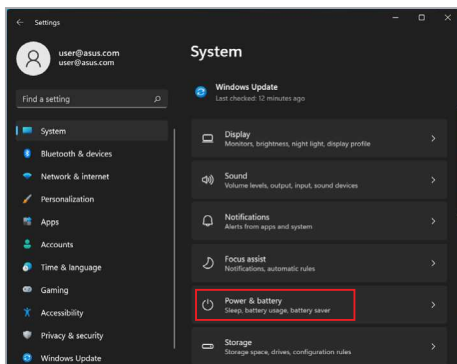 Settings
user@asus.com
user@asus.com
Find a setting
System
Bluetooth & devices
Network & internet
Personalization
Apps
Accounts
Time & language
Gaming
Accessibility
Privacy & security
Windows Update
System
Windows Update
Last checked: 12 minutes ago
Display
Monitors, brightness, night light, display profile
Sound
Volume levels, output, input, sound devices
Notifications
Alerts from apps and system
Focus assist
Notifications, automatic rules
Power & battery
Sleep, battery usage, battery saver
Storage
Storage space, drives, configuration rules